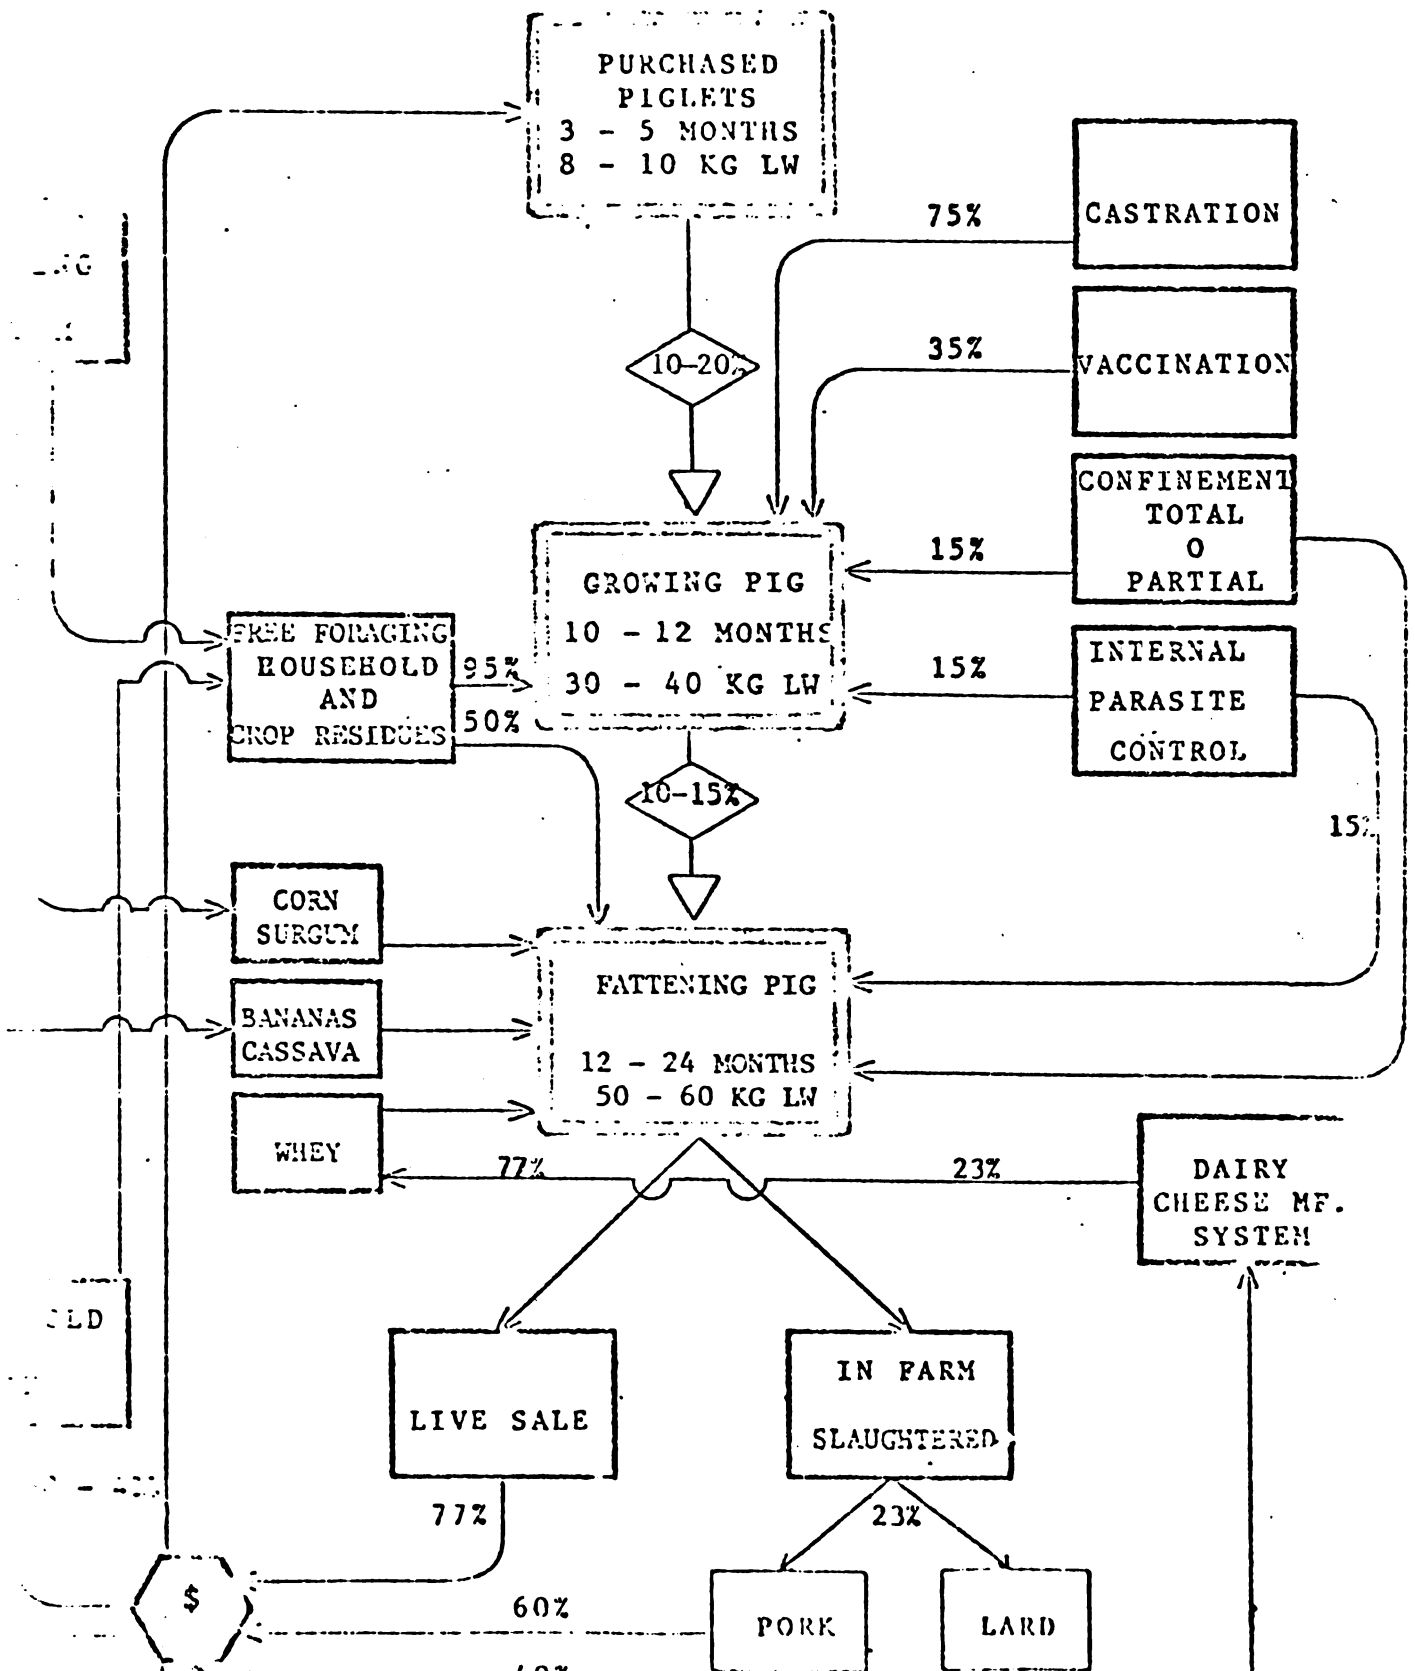 PURCHASED
PIGLETS
3 - 5 MONTHS
8 - 10 KG LW
75%
CASTRATION
10-20%
35%
VACCINATION
CONFINEMENT
TOTAL
O
PARTIAL
15%
GROWING PIG
10 - 12 MONTHS
30 - 40 KG LW
FREE FORAGING
HOUSEHOLD
AND
CROP RESIDUES
95%
50%
15%
INTERNAL
PARASITE
CONTROL
10-15%
15%
CORN
SURGUM
FATTENING PIG
12 - 24 MONTHS
50 - 60 KG LW
BANANAS
CASSAVA
WHEY
77%
23%
DAIRY
CHEESE MF.
SYSTEM
LD
LIVE SALE
IN FARM
SLAUGHTERED
77%
23%
$
60%
PORK
LARD